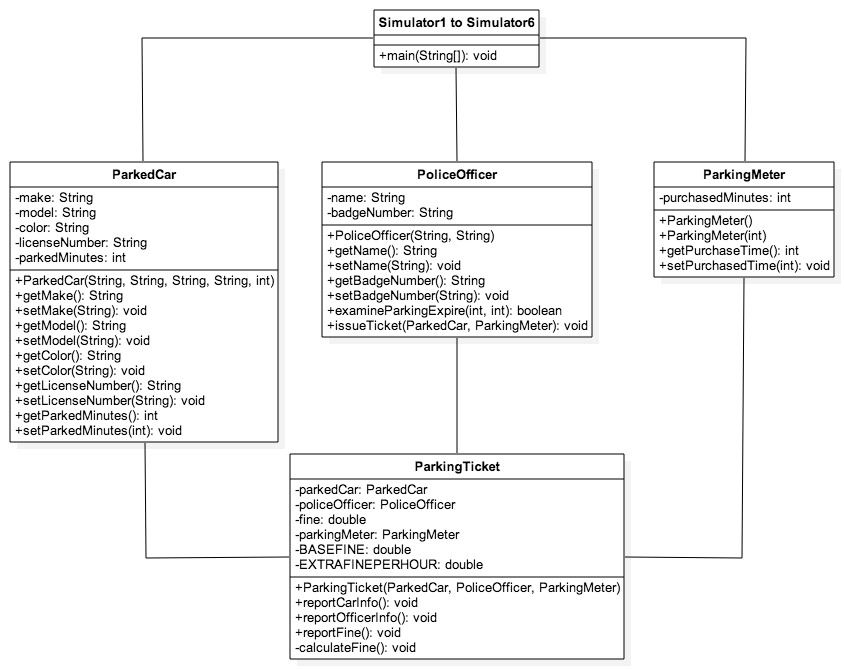 Simulator1 to Simulator6
+main(String[]): void
ParkedCar
-make: String
-model: String
-color: String
-licenseNumber: String
-parkedMinutes: int
+ParkedCar(String, String, String, String, int)
+getMake(): String
+setMake(String): void
+getModel(): String
+setModel(String): void
+getColor(): String
+setColor(String): void
+getLicenseNumber(): String
+setLicenseNumber(String): void
+getParkedMinutes(): int
+setParkedMinutes(int): void
PoliceOfficer
-name: String
-badgeNumber: String
+PoliceOfficer(String, String)
+getName(): String
+setName(String): void
+getBadgeNumber(): String
+setBadgeNumber(String): void
+examineParkingExpire(int, int): boolean
+issueTicket(ParkedCar, ParkingMeter): void
ParkingMeter
-purchasedMinutes: int
+ParkingMeter()
+ParkingMeter(int)
+getPurchaseTime(): int
+setPurchasedTime(int): void
ParkingTicket
-parkedCar: ParkedCar
-policeOfficer: PoliceOfficer
-fine: double
-parkingMeter: ParkingMeter
-BASEFINE: double
-EXTRAFINEPERHOUR: double
+ParkingTicket(ParkedCar, PoliceOfficer, ParkingMeter)
+reportCarInfo(): void
+reportOfficerInfo(): void
+reportFine(): void
-calculateFine(): void